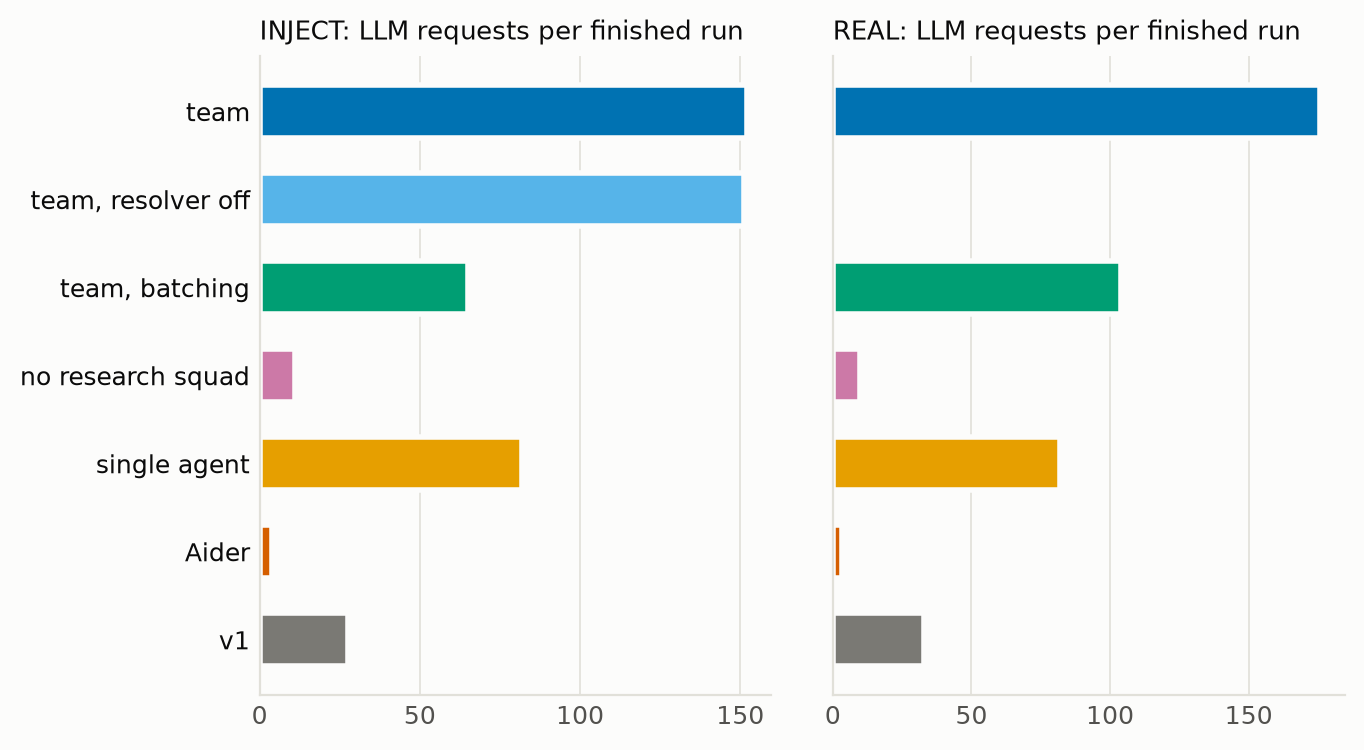 INJECT: LLM requests per finished run
REAL: LLM requests per finished run
team
team, resolver off
team, batching
no research squad
single agent
Aider
v1
0 50 100 150
0 50 100 150